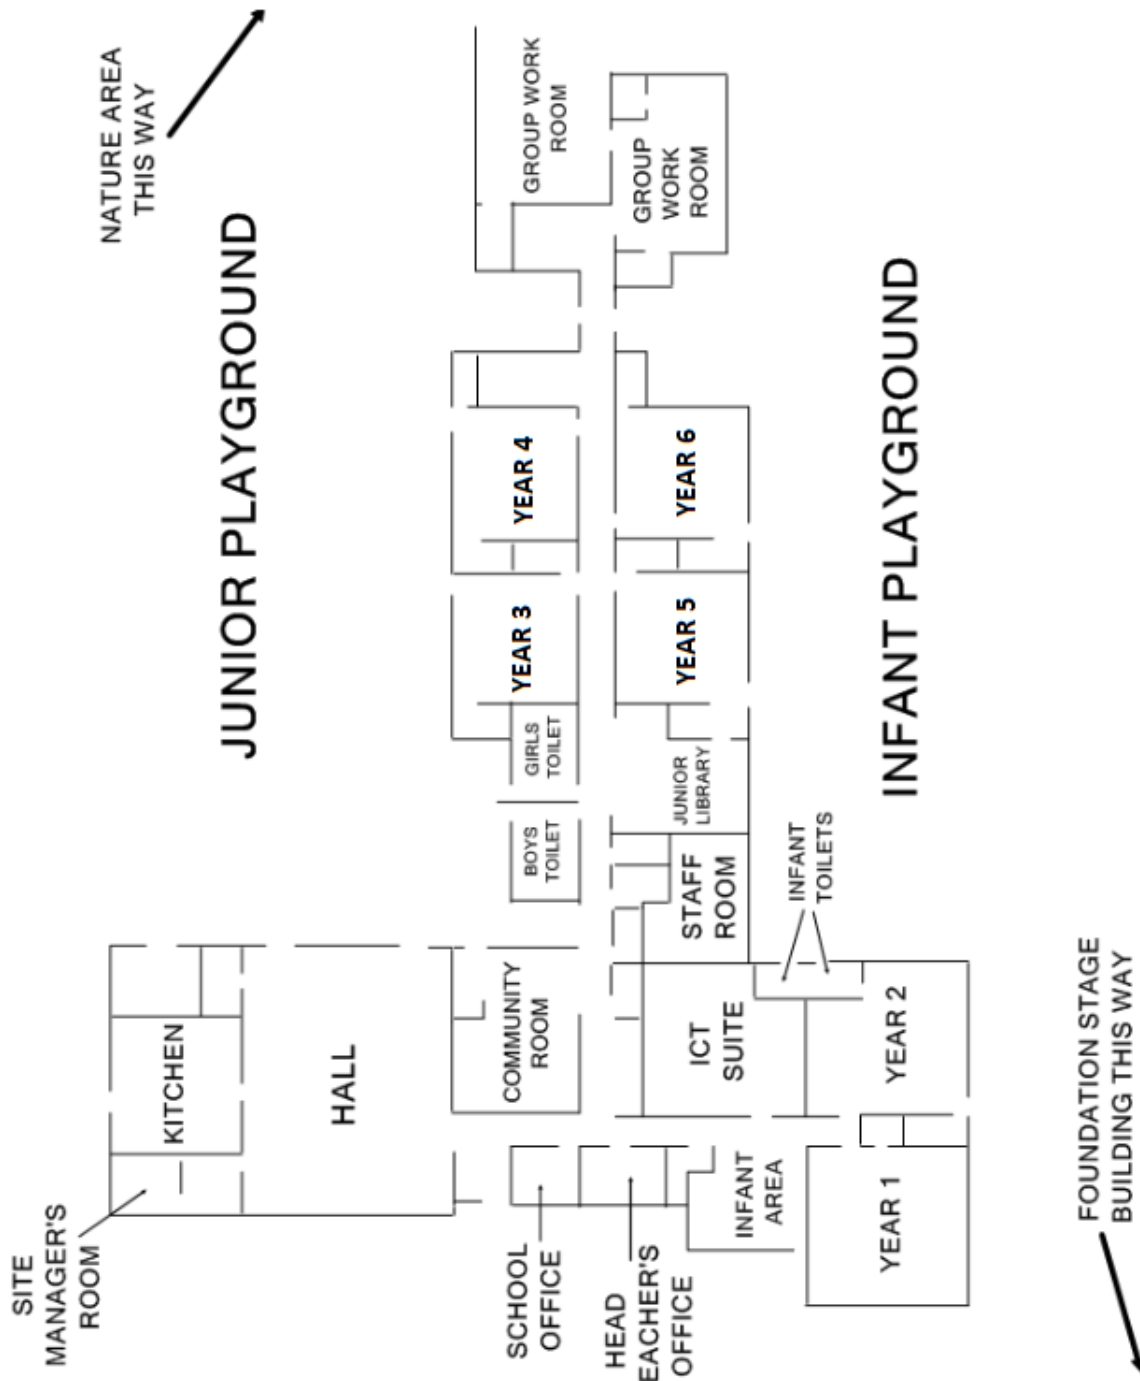 SITE
MANAGER'S
ROOM
NATURE AREA
THIS WAY
KITCHEN
JUNIOR PLAYGROUND
HALL
SCHOOL
OFFICE
COMMUNITY
ROOM
BOYS
TOILET
GIRLS
TOILET
YEAR 3
YEAR 4
GROUP WORK
ROOM
HEAD
EACHER'S
OFFICE
ICT
SUITE
STAFF
ROOM
JUNIOR
LIBRARY
YEAR 5
YEAR 6
GROUP
WORK
ROOM
INFANT
AREA
INFANT
TOILETS
YEAR 1
YEAR 2
INFANT PLAYGROUND
FOUNDATION STAGE
BUILDING THIS WAY